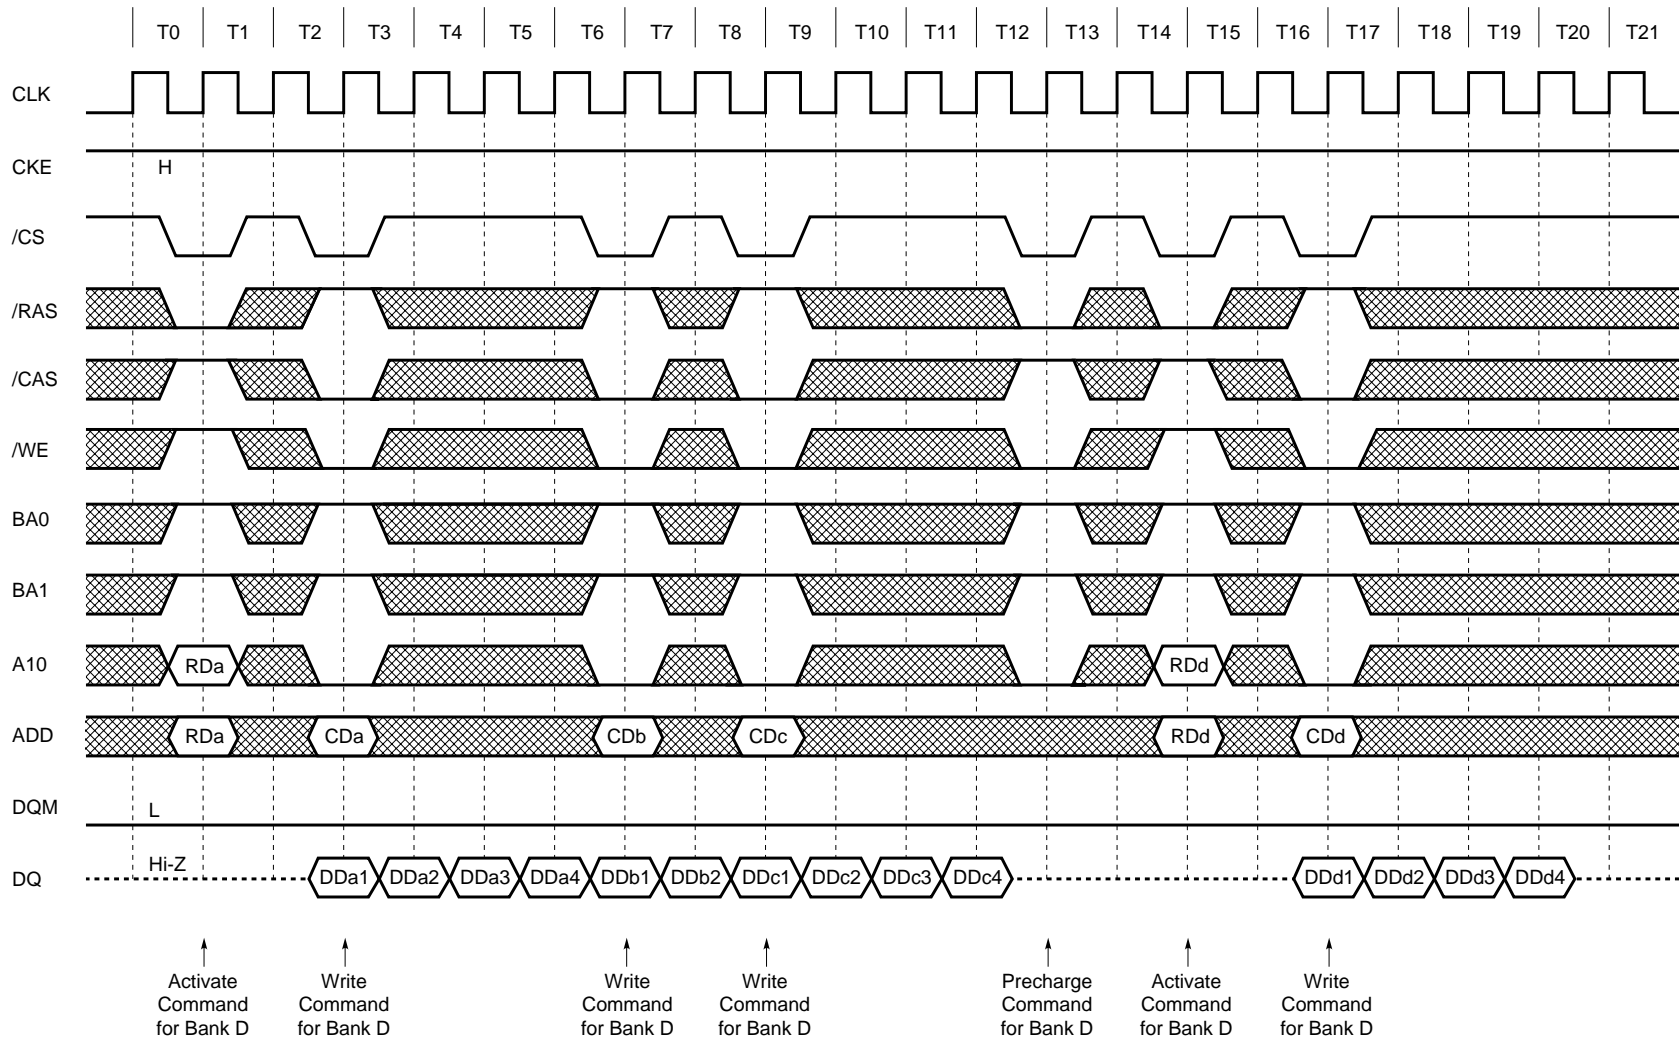 T0 T1 T2 T3 T4 T5 T6 T7 T8 T9 T10 T11 T12 T13 T14 T15 T16 T17 T18 T19 T20 T21
CLK
CKE H
/CS
/RAS
/CAS
/WE
BA0
BA1
A10 RDa RDd
ADD RDa CDa CDb CDc RDd CDd
DQM L
DQ Hi-Z DDa1 DDa2 DDa3 DDa4 DDb1 DDb2 DDc1 DDc2 DDc3 DDc4 DDd1 DDd2 DDd3 DDd4
Activate
Command
for Bank D
Write
Command
for Bank D
Write
Command
for Bank D
Write
Command
for Bank D
Precharge
Command
for Bank D
Activate
Command
for Bank D
Write
Command
for Bank D